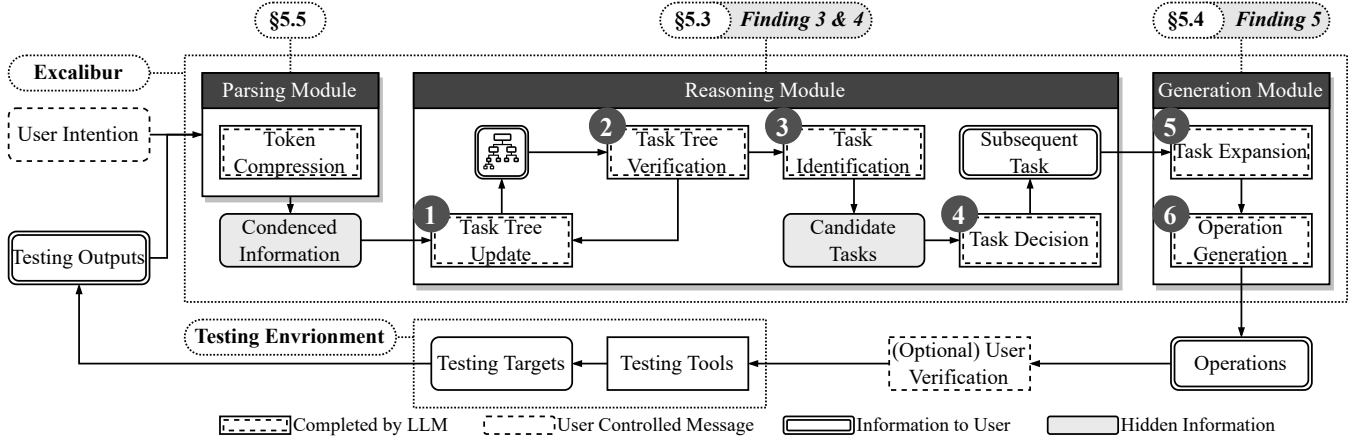 §5.5
§5.3 Finding 3 & 4
§5.4 Finding 5
Excalibur
Parsing Module
Reasoning Module
Generation Module
User Intention
Token
Compression
2
Task Tree
Verification
3
Task
Identification
Subsequent
Task
5
Task Expansion
Condenced
Information
1
Task Tree
Update
Candidate
Tasks
4
Task Decision
6
Operation
Generation
Testing Outputs
Testing Envrionment
Testing Targets
Testing Tools
(Optional) User
Verification
Operations
Completed by LLM
User Controlled Message
Information to User
Hidden Information